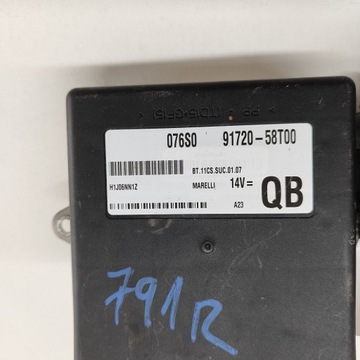 076S0 91720-58T00
BT.11CS.SUC.01.07
H1J06NN1Z MARELLI 14V= QB
A23
791R